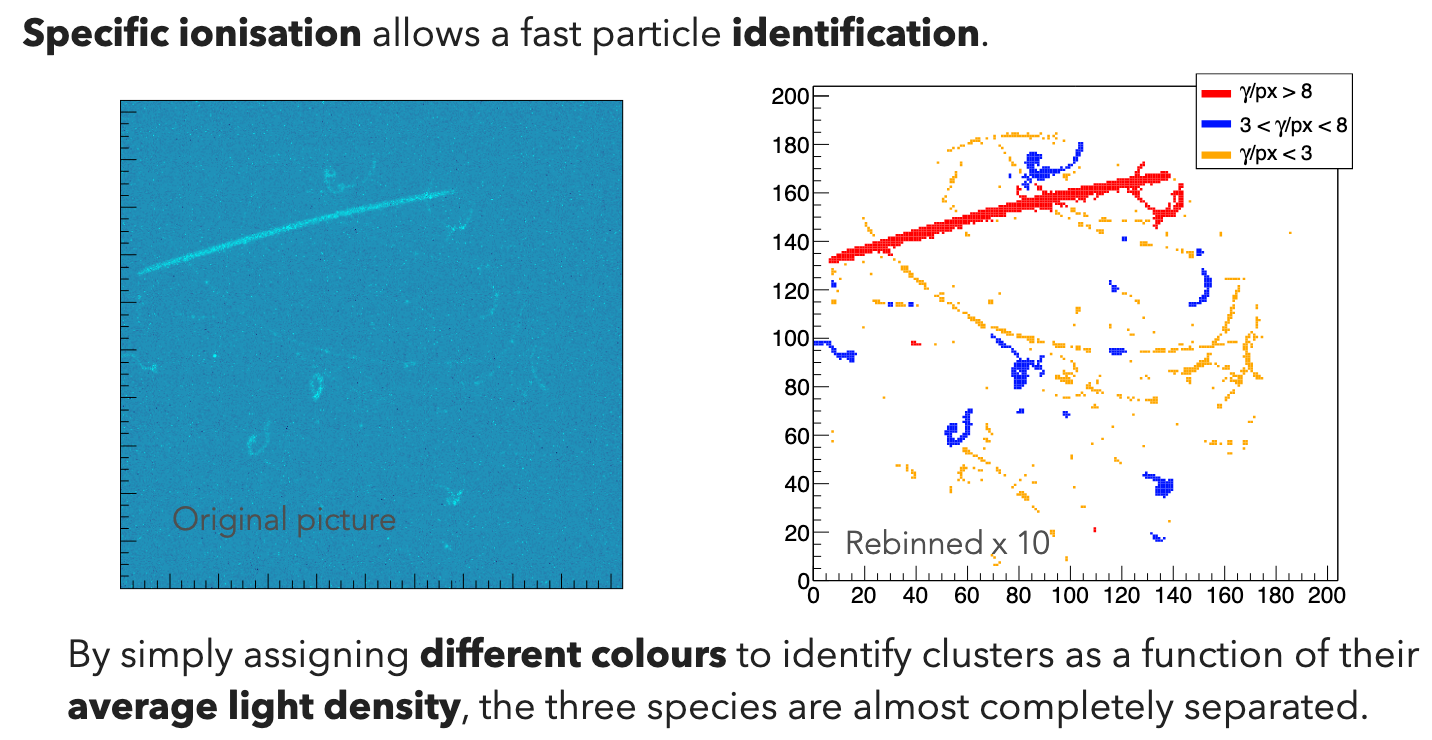 Specific ionisation allows a fast particle identification.
Original picture
200
180
160
140
120
100
80
60
40
20
0
0 20 40 60 80 100 120 140 160 180 200
γ/px > 8
3 < γ/px < 8
γ/px < 3
Rebinned x 10
By simply assigning different colours to identify clusters as a function of their
average light density, the three species are almost completely separated.